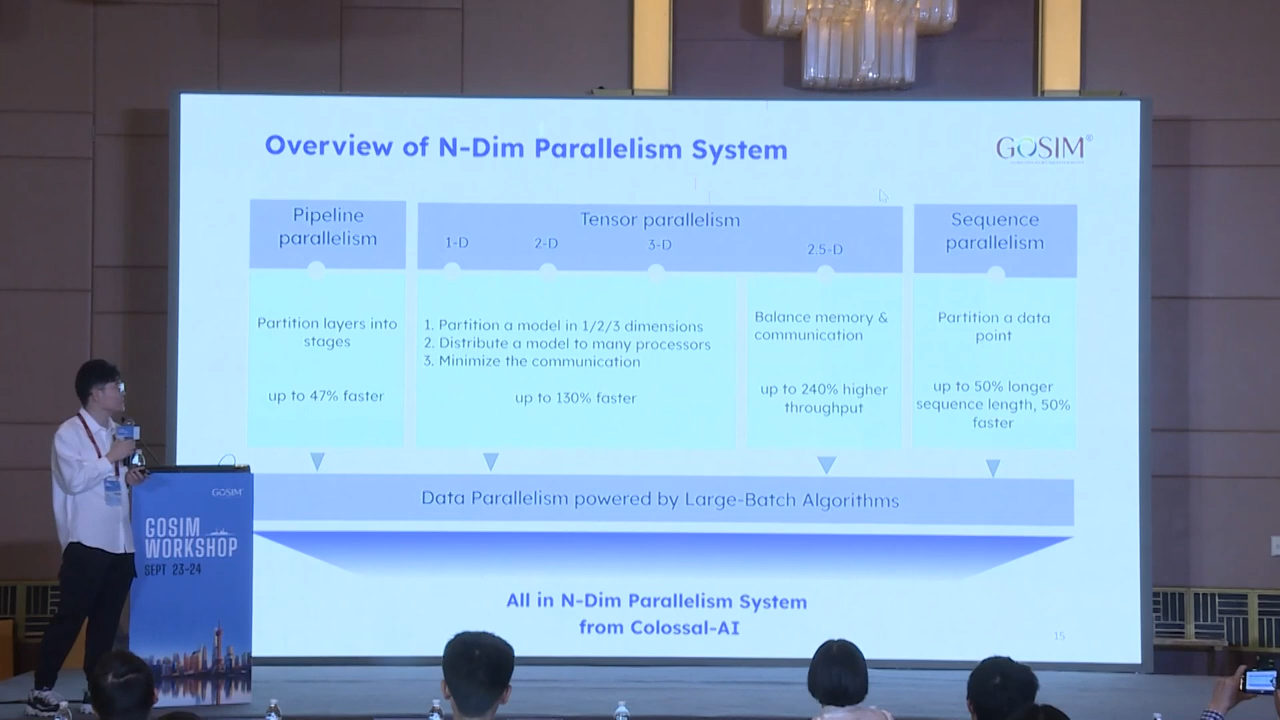 Overview of N-Dim Parallelism System
GOSIM
Pipeline
parallelism
Tensor parallelism
1-D
2-D
3-D
2.5-D
Sequence
parallelism
Partition layers into
stages
up to 47% faster
1. Partition a model in 1/2/3 dimensions
2. Distribute a model to many processors
3. Minimize the communication
up to 130% faster
Balance memory &
communication
up to 240% higher
throughput
Partition a data
point
up to 50% longer
sequence length, 50%
faster
Data Parallelism powered by Large-Batch Algorithms
All in N-Dim Parallelism System
from Colossal-AI
15
GOSIM
GOSIM
WORKSHOP
SEPT 23-24